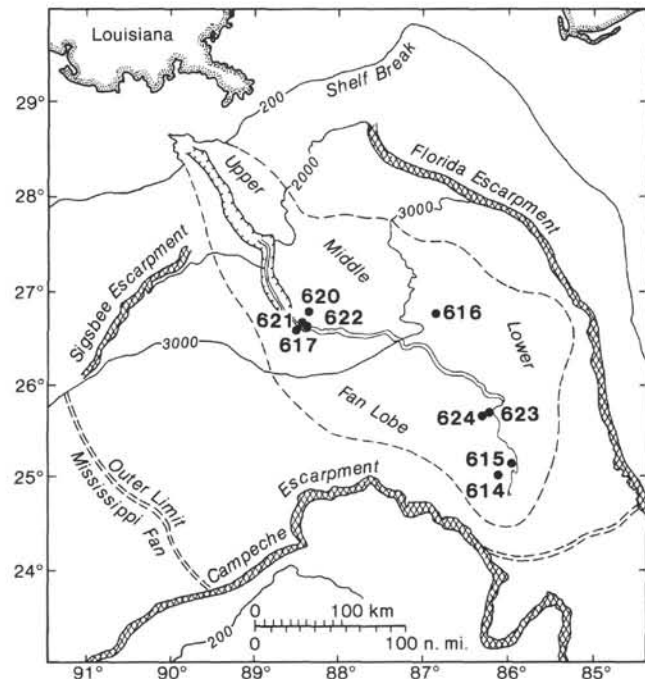 Louisiana
Shelf Break
200
29°
Florida Escarpment
Upper
2000
28°
3000
Middle
27°
Sigsbee Escarpment
620
616
621
622
Lower
617
3000
26°
Fan Lobe
624
623
615
Outer Limit
Mississippi Fan
Escarpment
25°
614
Campeche
24°
0 100 km
200
0 100 n. mi.
91° 90° 89° 88° 87° 86° 85°